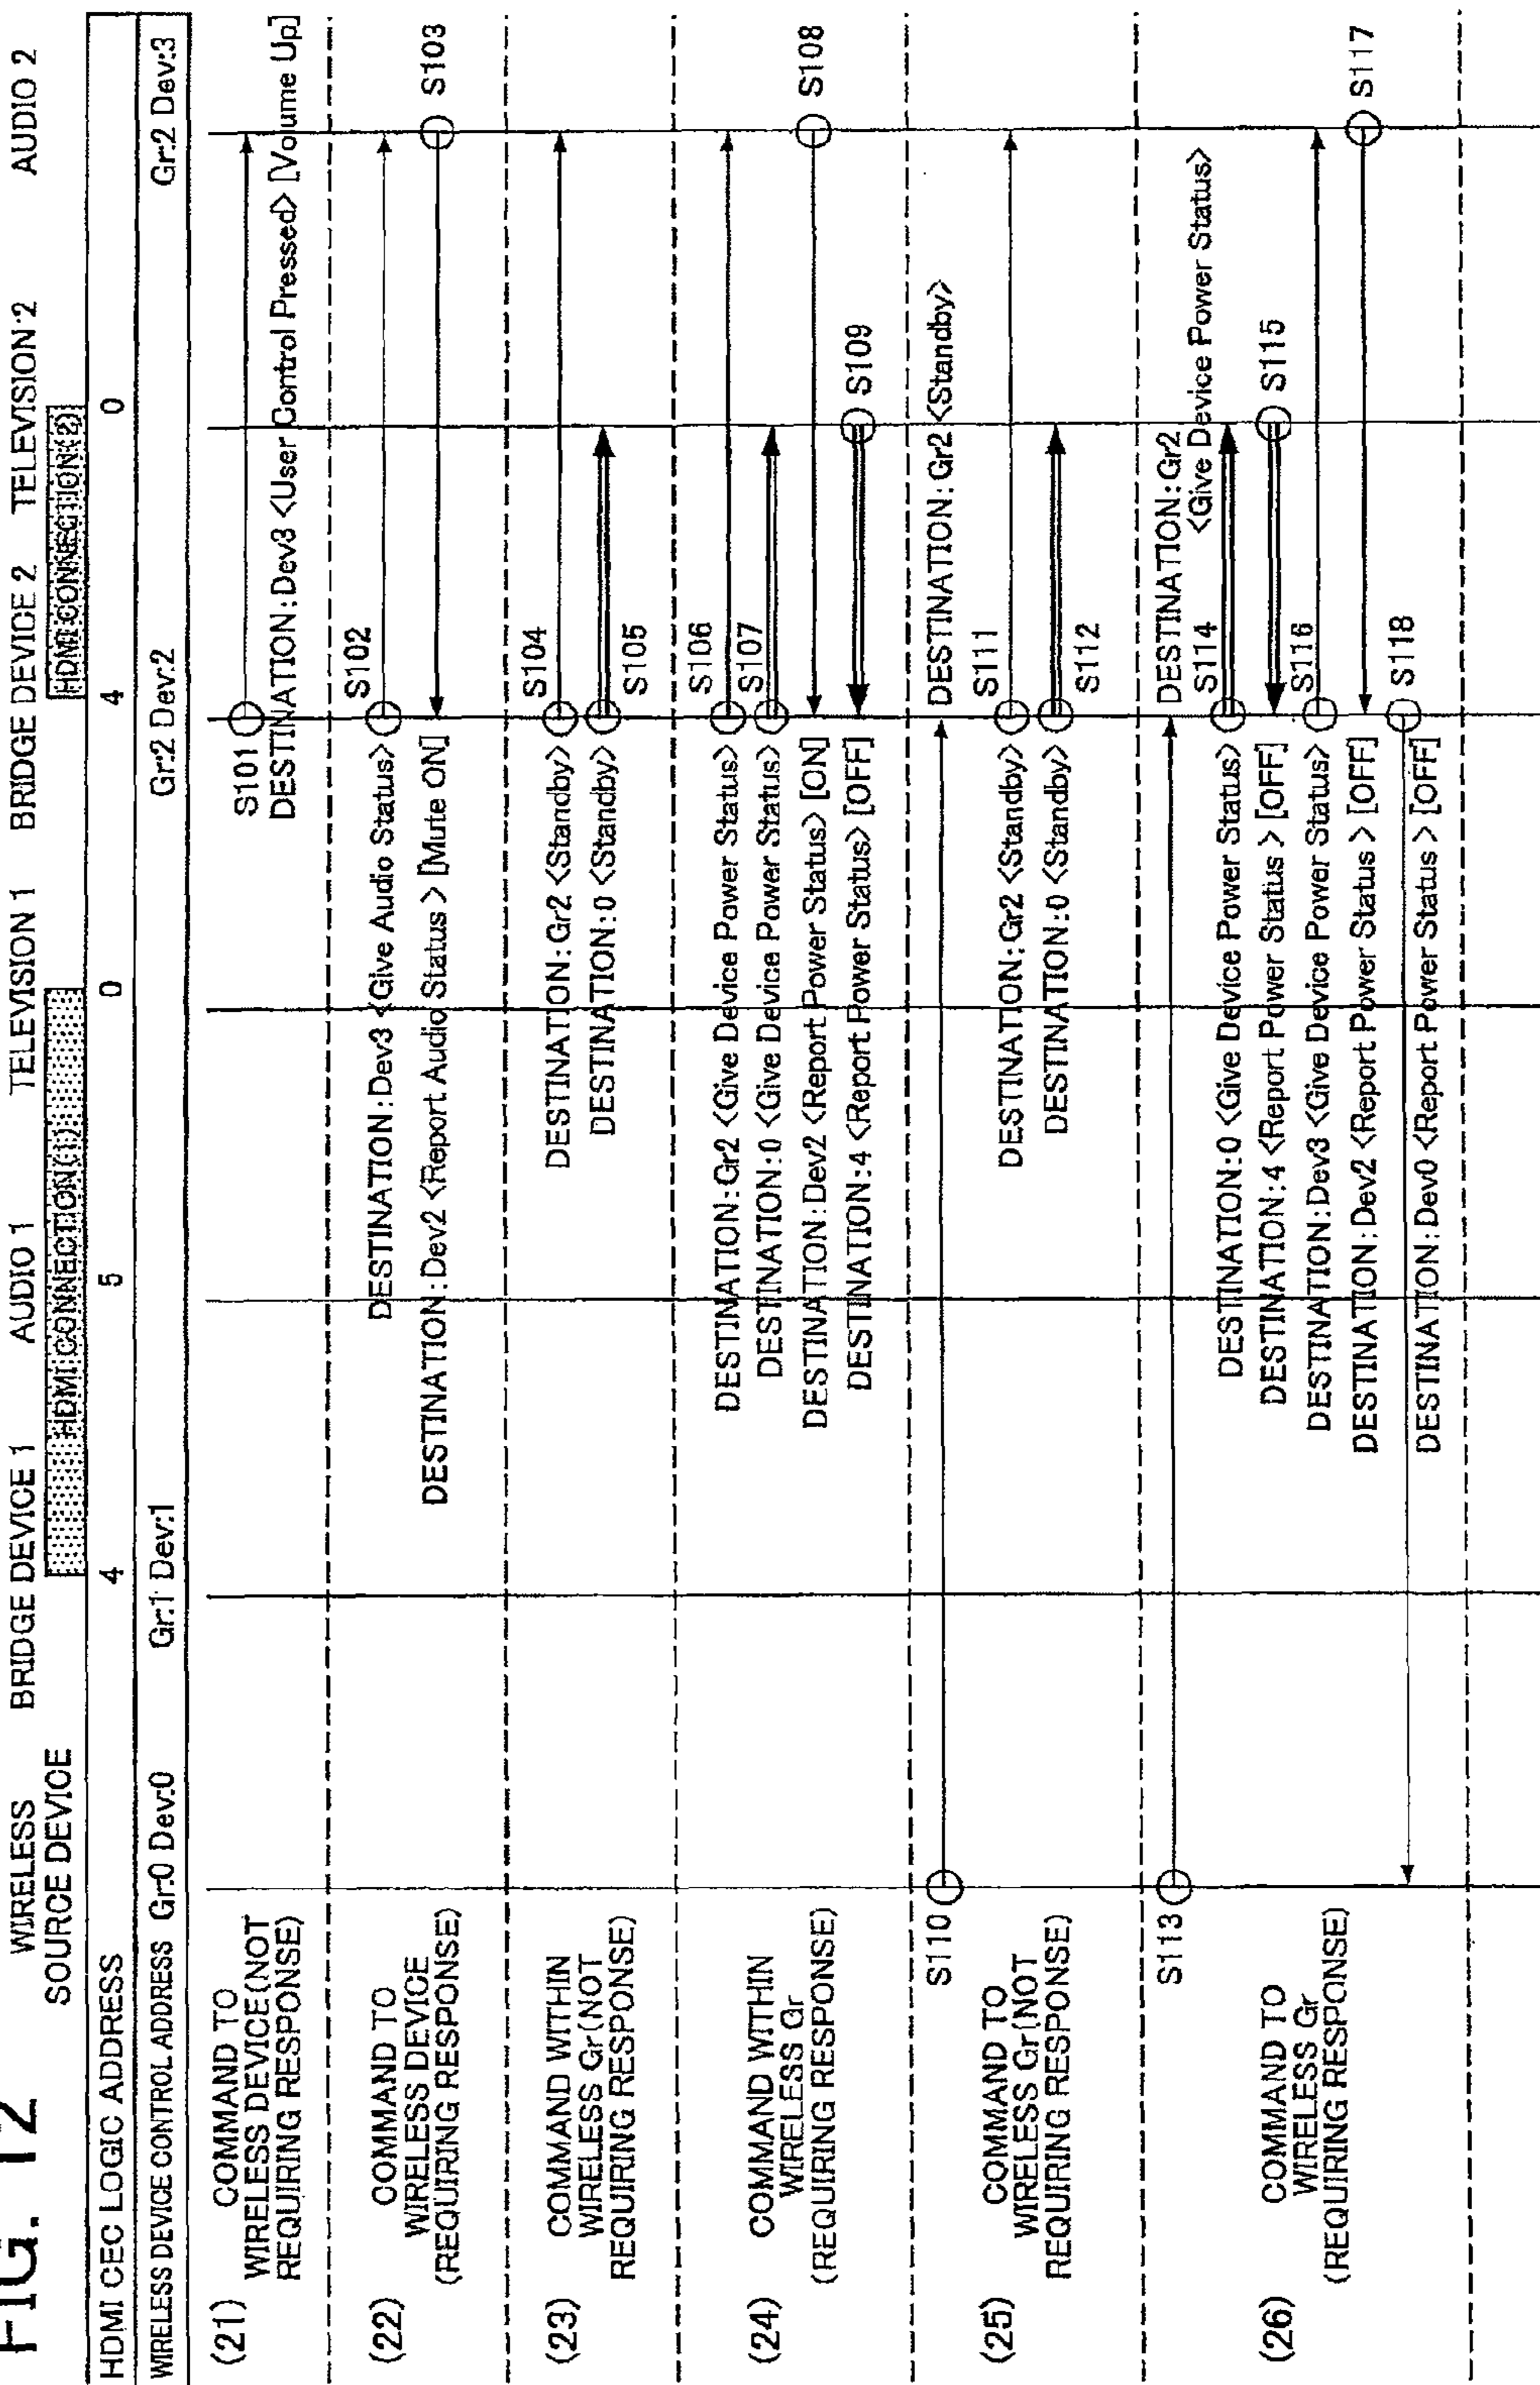 FIG. 12
WIRELESS
SOURCE DEVICE
BRIDGE DEVICE 1
AUDIO 1
TELEVISION 1
BRIDGE DEVICE 2
TELEVISION 2
AUDIO 2
HDMI CONNECTION(1)
HDMI CONNECTION(2)
HDMI CEC LOGIC ADDRESS
4
5
0
4
0
WIRELESS DEVICE CONTROL ADDRESS
Gr:0 Dev:0
Gr:1 Dev:1
Gr:2 Dev:2
Gr:2 Dev:3
(21)
COMMAND TO
WIRELESS DEVICE(NOT
REQUIRING RESPONSE)
S101
DESTINATION:Dev3 <User Control Pressed> [Volume Up]
(22)
COMMAND TO
WIRELESS DEVICE
(REQUIRING RESPONSE)
S102
DESTINATION:Dev3 <Give Audio Status>
S103
DESTINATION:Dev2 <Report Audio Status > [Mute ON]
(23)
COMMAND WITHIN
WIRELESS Gr(NOT
REQUIRING RESPONSE)
S104
DESTINATION:Gr2 <Standby>
DESTINATION:0 <Standby>
S105
(24)
COMMAND WITHIN
WIRELESS Gr
(REQUIRING RESPONSE)
S106
DESTINATION:Gr2 <Give Device Power Status>
S107
DESTINATION:0 <Give Device Power Status>
S108
DESTINATION:Dev2 <Report Power Status> [ON]
S109
DESTINATION:4 <Report Power Status> [OFF]
(25)
COMMAND TO
WIRELESS Gr(NOT
REQUIRING RESPONSE)
S110
DESTINATION:Gr2 <Standby>
S111
DESTINATION:Gr2 <Standby>
DESTINATION:0 <Standby>
S112
(26)
COMMAND TO
WIRELESS Gr
(REQUIRING RESPONSE)
S113
DESTINATION:Gr2
<Give Device Power Status>
S114
DESTINATION:0 <Give Device Power Status>
S115
DESTINATION:4 <Report Power Status > [OFF]
S116
DESTINATION:Dev3 <Give Device Power Status>
S117
DESTINATION:Dev2 <Report Power Status > [OFF]
S118
DESTINATION:Dev0 <Report Power Status > [OFF]